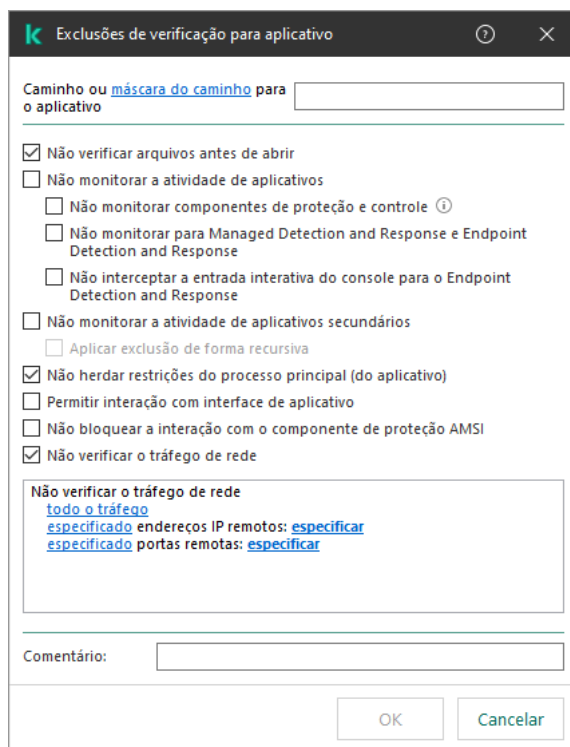 Exclusões de verificação para aplicativo
Caminho ou máscara do caminho para
o aplicativo
Não verificar arquivos antes de abrir
Não monitorar a atividade de aplicativos
Não monitorar componentes de proteção e controle
Não monitorar para Managed Detection and Response e Endpoint
Detection and Response
Não interceptar a entrada interativa do console para o Endpoint
Detection and Response
Não monitorar a atividade de aplicativos secundários
Aplicar exclusão de forma recursiva
Não herdar restrições do processo principal (do aplicativo)
Permitir interação com interface de aplicativo
Não bloquear a interação com o componente de proteção AMSI
Não verificar o tráfego de rede
Não verificar o tráfego de rede
todo o tráfego
especificado endereços IP remotos: especificar
especificado portas remotas: especificar
Comentário:
OK
Cancelar